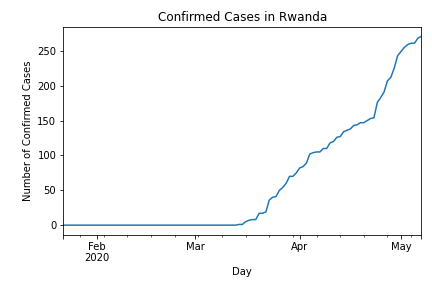 Confirmed Cases in Rwanda
Number of Confirmed Cases
250
200
150
100
50
0
Feb
2020
Mar
Apr
May
Day